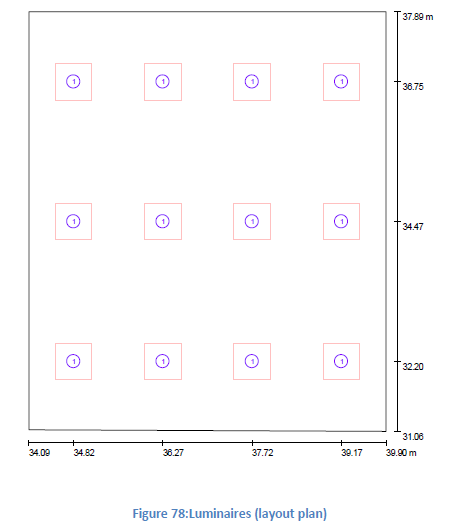 37.89 m
1 1 1 1
36.75
1 1 1 1
34.47
1 1 1 1
32.20
31.06
34.09 34.82 36.27 37.72 39.17 39.90 m
Figure 78:Luminaires (layout plan)